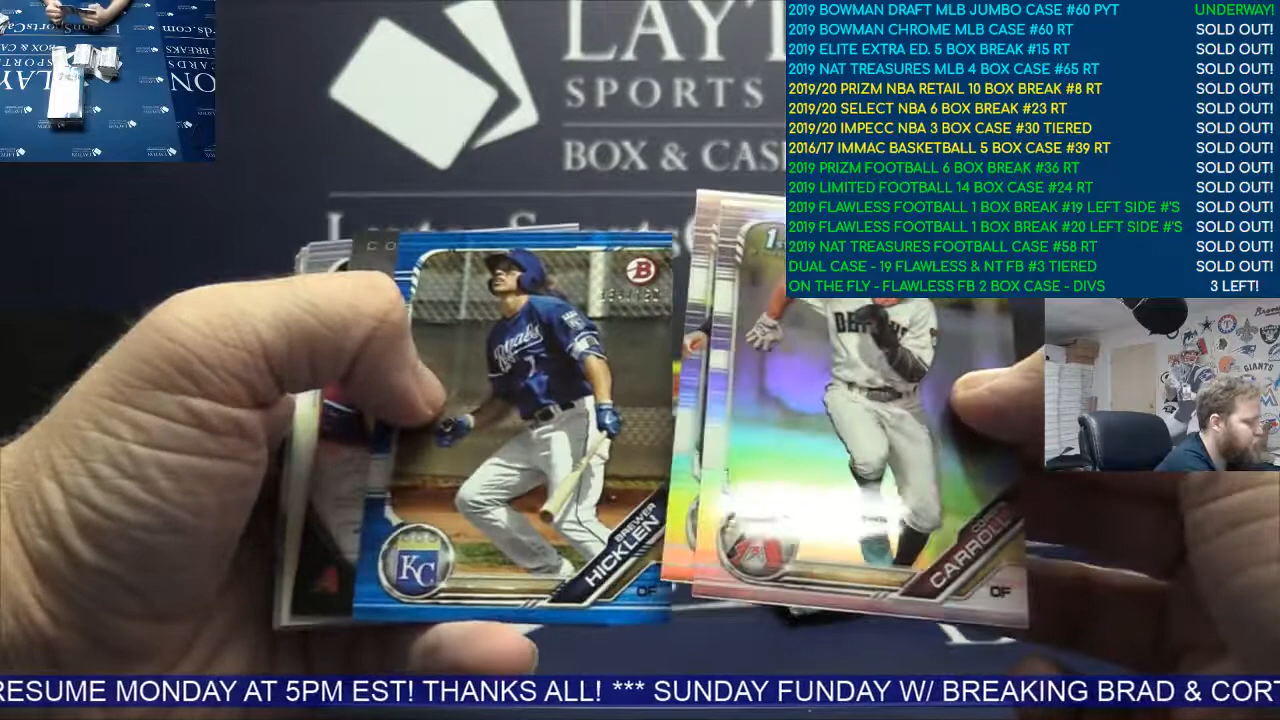 2019 BOWMAN DRAFT MLB JUMBO CASE #60 PYT UNDERWAY!
2019 BOWMAN CHROME MLB CASE #60 RT SOLD OUT!
2019 ELITE EXTRA ED. 5 BOX BREAK #15 RT SOLD OUT!
2019 NAT TREASURES MLB 4 BOX CASE #65 RT SOLD OUT!
2019/20 PRIZM NBA RETAIL 10 BOX BREAK #8 RT SOLD OUT!
2019/20 SELECT NBA 6 BOX BREAK #23 RT SOLD OUT!
2019/20 IMPECC NBA 3 BOX CASE #30 TIERED SOLD OUT!
2016/17 IMMAC BASKETBALL 5 BOX CASE #39 RT SOLD OUT!
2019 PRIZM FOOTBALL 6 BOX BREAK #36 RT SOLD OUT!
2019 LIMITED FOOTBALL 14 BOX CASE #24 RT SOLD OUT!
2019 FLAWLESS FOOTBALL 1 BOX BREAK #19 LEFT SIDE #'S SOLD OUT!
2019 FLAWLESS FOOTBALL 1 BOX BREAK #20 LEFT SIDE #'S SOLD OUT!
2019 NAT TREASURES FOOTBALL CASE #58 RT SOLD OUT!
DUAL CASE - 19 FLAWLESS & NT FB #3 TIERED SOLD OUT!
ON THE FLY - FLAWLESS FB 2 BOX CASE - DIVS 3 LEFT!
LAYT
SPORTS
BOX & CAS
B
Royals
KC
BREWER
HICKLEN
OF
1st
CARROLL
OF
GIANTS
RESUME MONDAY AT 5PM EST! THANKS ALL! *** SUNDAY FUNDAY W/ BREAKING BRAD & CORT